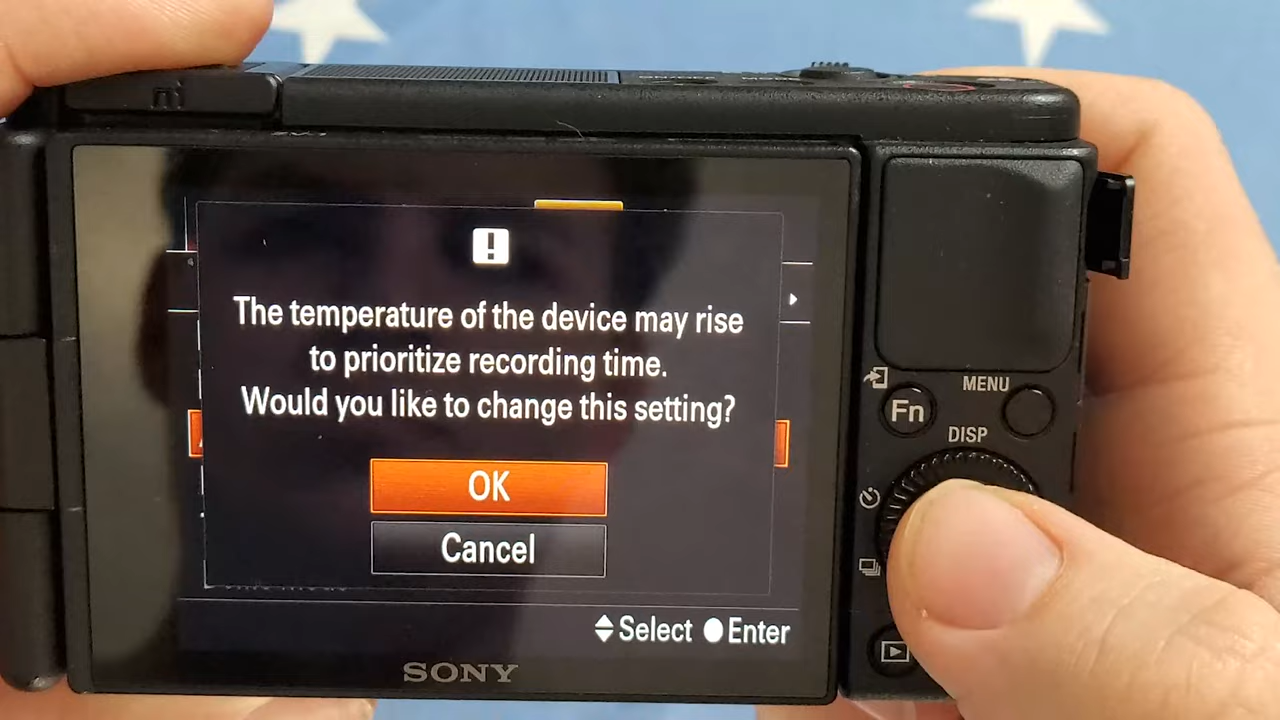 !
The temperature of the device may rise
to prioritize recording time.
Would you like to change this setting?
OK
Cancel
Select Enter
SONY
MENU
Fn
DISP